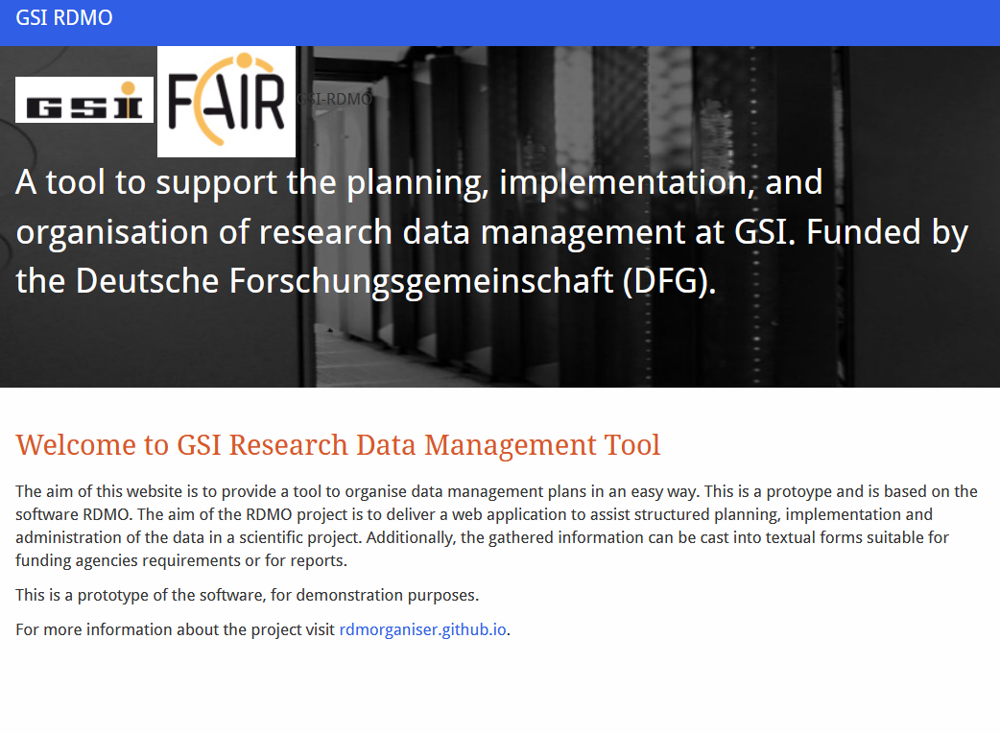 GSI RDMO
GSI
FAIR
GSI-RDMO
A tool to support the planning, implementation, and
organisation of research data management at GSI. Funded by
the Deutsche Forschungsgemeinschaft (DFG).
Welcome to GSI Research Data Management Tool
The aim of this website is to provide a tool to organise data management plans in an easy way. This is a protoype and is based on the
software RDMO. The aim of the RDMO project is to deliver a web application to assist structured planning, implementation and
administration of the data in a scientific project. Additionally, the gathered information can be cast into textual forms suitable for
funding agencies requirements or for reports.
This is a prototype of the software, for demonstration purposes.
For more information about the project visit rdmorganiser.github.io.